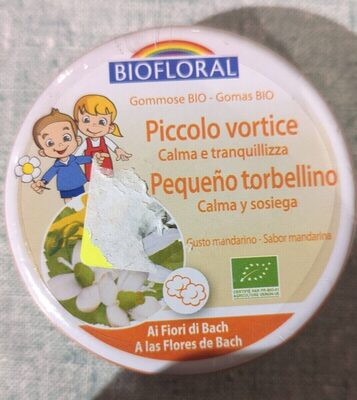 BIOFLORAL
Gommose BIO - Gomas BIO
Piccolo vortice
Calma e tranquillizza
Pequeño torbellino
Calma y sosiega
Gusto mandarino - Sabor mandarina
Ai Fiori di Bach
A las Flores de Bach